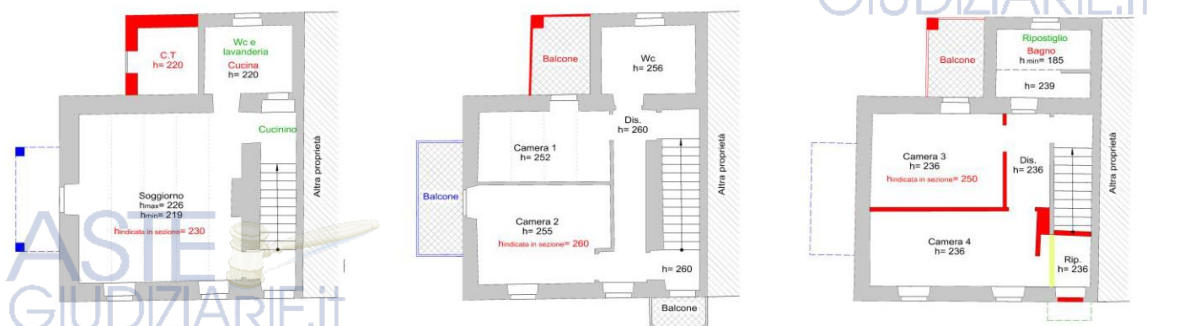 GIUDIZIARIE.it
C.T
h= 220
Wc e
lavanderia
Cucina
h= 220
Cucinino
Soggiorno
hmax= 226
hmin= 219
hindicata in sezione= 230
Altra proprietà
ASTE
GIUDIZIARIE.it
Balcone
Wc
h= 256
Dis.
h= 260
Camera 1
h= 252
Balcone
Camera 2
h= 255
hindicata in sezione= 260
h= 260
Balcone
Altra proprietà
Balcone
Ripostiglio
Bagno
h min= 185
h= 239
Camera 3
h= 236
hindicata in sezione= 250
Dis.
h= 236
Camera 4
h= 236
Rip.
h= 236
Altra proprietà